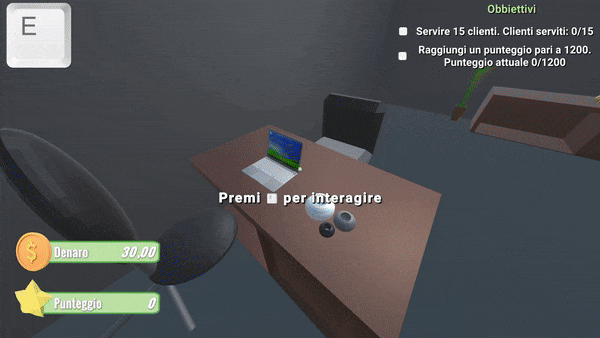 E
Obbiettivi
Servire 15 clienti. Clienti serviti: 0/15
Raggiungi un punteggio pari a 1200.
Punteggio attuale 0/1200
Premi per interagire
Denaro 30,00
Punteggio 0